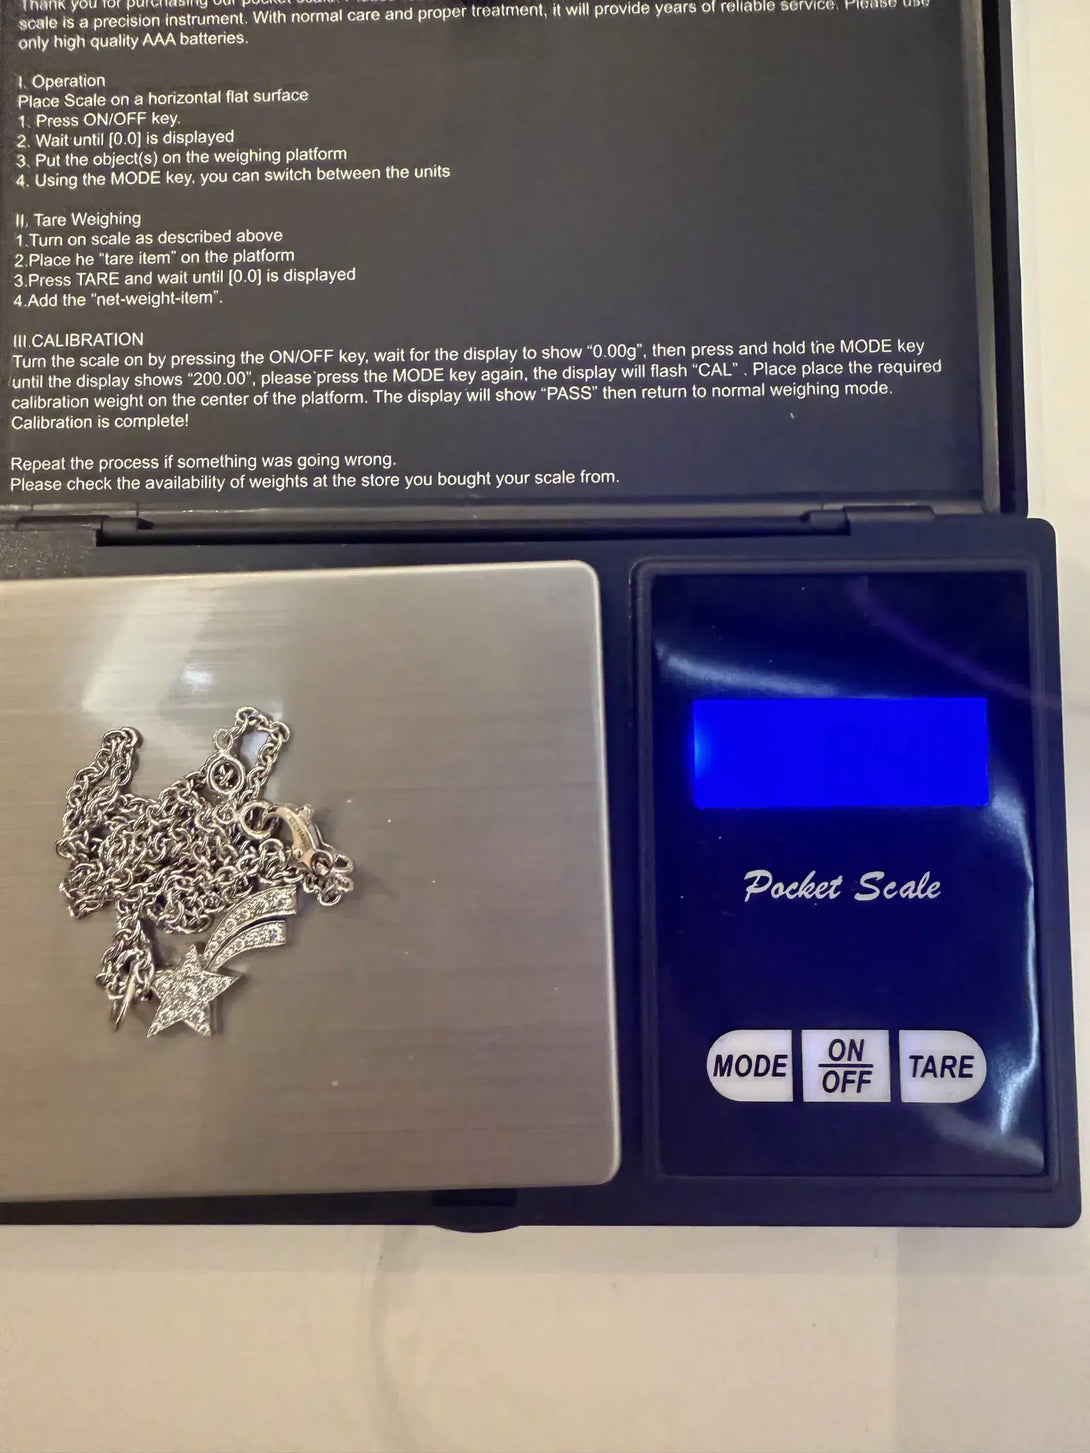 Thank you for purchasing our pocket scale.
scale is a precision instrument. With normal care and proper treatment, it will provide years of reliable service. Please use
only high quality AAA batteries.
I. Operation
Place Scale on a horizontal flat surface
1. Press ON/OFF key.
2. Wait until [0.0] is displayed
3. Put the object(s) on the weighing platform
4. Using the MODE key, you can switch between the units
II. Tare Weighing
1.Turn on scale as described above
2.Place he "tare item" on the platform
3.Press TARE and wait until [0.0] is displayed
4.Add the "net-weight-item".
III.CALIBRATION
Turn the scale on by pressing the ON/OFF key, wait for the display to show "0.00g", then press and hold the MODE key
until the display shows "200.00", please press the MODE key again, the display will flash "CAL" . Place place the required
calibration weight on the center of the platform. The display will show "PASS" then return to normal weighing mode.
Calibration is complete!
Repeat the process if something was going wrong.
Please check the availability of weights at the store you bought your scale from.
Pocket Scale
MODE
ON
OFF
TARE